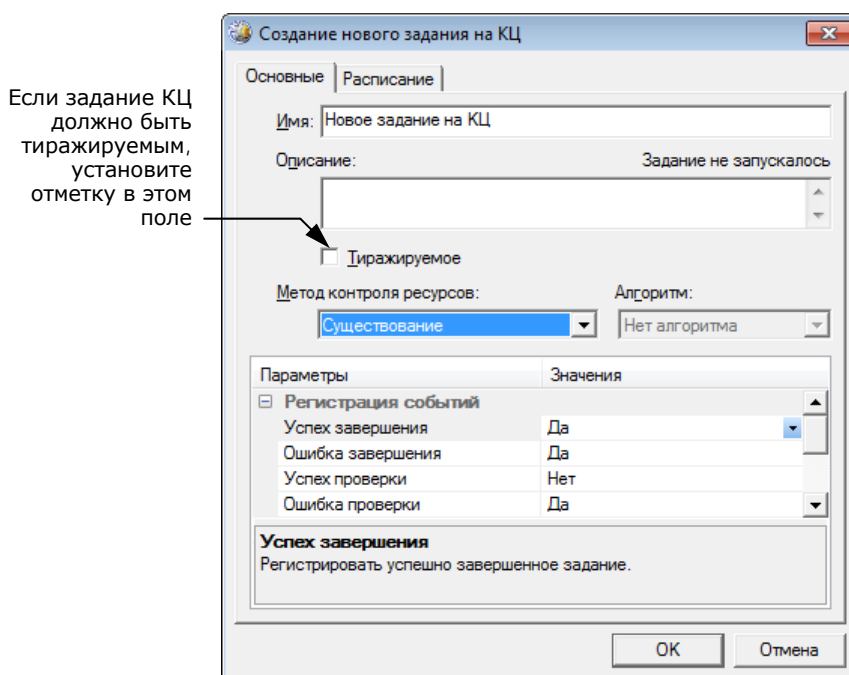 Создание нового задания на КЦ
Основные
Расписание
Если задание КЦ
должно быть
тиражируемым,
установите
отметку в этом
поле
Имя: Новое задание на КЦ
Описание: Задание не запускалось
Тиражируемое
Метод контроля ресурсов: Алгоритм:
Существование Нет алгоритма
Параметры Значения
Регистрация событий
Успех завершения Да
Ошибка завершения Да
Успех проверки Нет
Ошибка проверки Да
Успех завершения
Регистрировать успешно завершенное задание.
OK Отмена